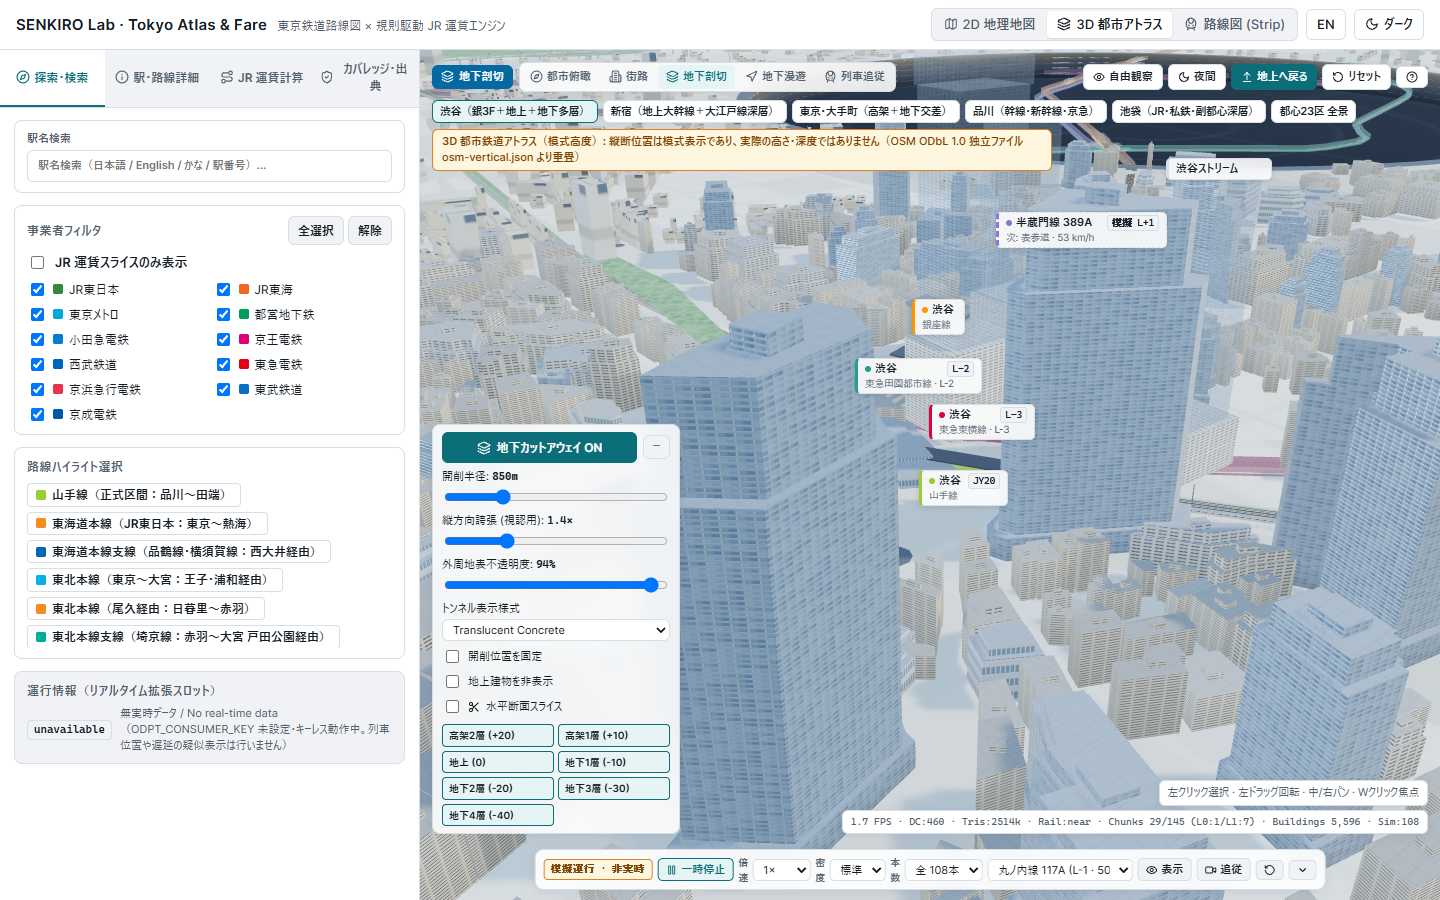 SENKIRO Lab · Tokyo Atlas & Fare 東京鉄道路線図 × 規則駆動 JR 運賃エンジン
2D 地理地図 3D 都市アトラス 路線図 (Strip) EN ダーク
探索・検索 駅・路線詳細 JR 運賃計算 カバレッジ・出典
駅名検索
駅名検索（日本語 / English / かな / 駅番号）...
事業者フィルタ 全選択 解除
JR 運賃スライスのみ表示
JR東日本 JR東海
東京メトロ 都営地下鉄
小田急電鉄 京王電鉄
西武鉄道 東急電鉄
京浜急行電鉄 東武鉄道
京成電鉄
路線ハイライト選択
山手線（正式区間：品川〜田端）
東海道本線（JR東日本：東京〜熱海）
東海道本線支線（品鶴線・横須賀線：西大井経由）
東北本線（東京〜大宮：王子・浦和経由）
東北本線（尾久経由：日暮里〜赤羽）
東北本線支線（埼京線：赤羽〜大宮 戸田公園経由）
運行情報（リアルタイム拡張スロット）
unavailable
無実時データ / No real-time data
（ODPT_CONSUMER_KEY 未設定・キーレス動作中。列車
位置や遅延の疑似表示は行いません）
地下剖切 都市俯瞰 街路 地下剖切 地下漫遊 列車追従
自由観察 夜間 地上へ戻る リセット
渋谷（銀3F＋地上＋地下多層） 新宿（地上大幹線＋大江戸線深層） 東京・大手町（高架＋地下交差） 品川（幹線・新幹線・京急） 池袋（JR・私鉄・副都心深層） 都心23区 全景
3D 都市鉄道アトラス（模式高度）: 縦断位置は模式表示であり、実際の高さ・深度ではありません（OSM ODbL 1.0 独立ファイル
osm-vertical.json より重畳）
渋谷ストリーム
半蔵門線 389A 模擬 L+1
次: 表参道 · 53 km/h
渋谷
銀座線
渋谷 L−2
東急田園都市線 · L-2
渋谷 L−3
東急東横線 · L-3
渋谷 JY20
山手線
地下カットアウェイ ON −
開削半径: 850m
縦方向誇張 (視認用): 1.4×
外周地表不透明度: 94%
トンネル表示様式
Translucent Concrete
開削位置を固定
地上建物を非表示
水平断面スライス
高架2層 (+20) 高架1層 (+10)
地上 (0) 地下1層 (-10)
地下2層 (-20) 地下3層 (-30)
地下4層 (-40)
左クリック選択 · 左ドラッグ回転 · 中/右パン · Wクリック焦点
1.7 FPS · DC:460 · Tris:2514k · Rail:near · Chunks 29/145 (L0:1/L1:7) · Buildings 5,596 · Sim:108
模擬運行 · 非実時 一時停止 倍速 1× 密度 標準 本数 全 108本 丸ノ内線 117A (L-1 · 50 表示 追従